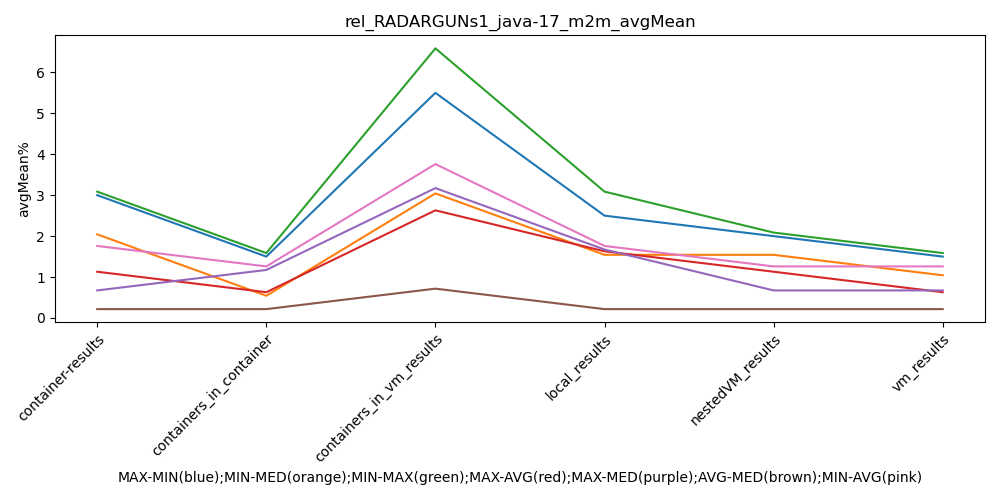 rel_RADARGUNs1_java-17_m2m_avgMean
avgMean%
6
5
4
3
2
1
0
container-results
containers_in_container
containers_in_vm_results
local_results
nestedVM_results
vm_results
MAX-MIN(blue);MIN-MED(orange);MIN-MAX(green);MAX-AVG(red);MAX-MED(purple);AVG-MED(brown);MIN-AVG(pink)